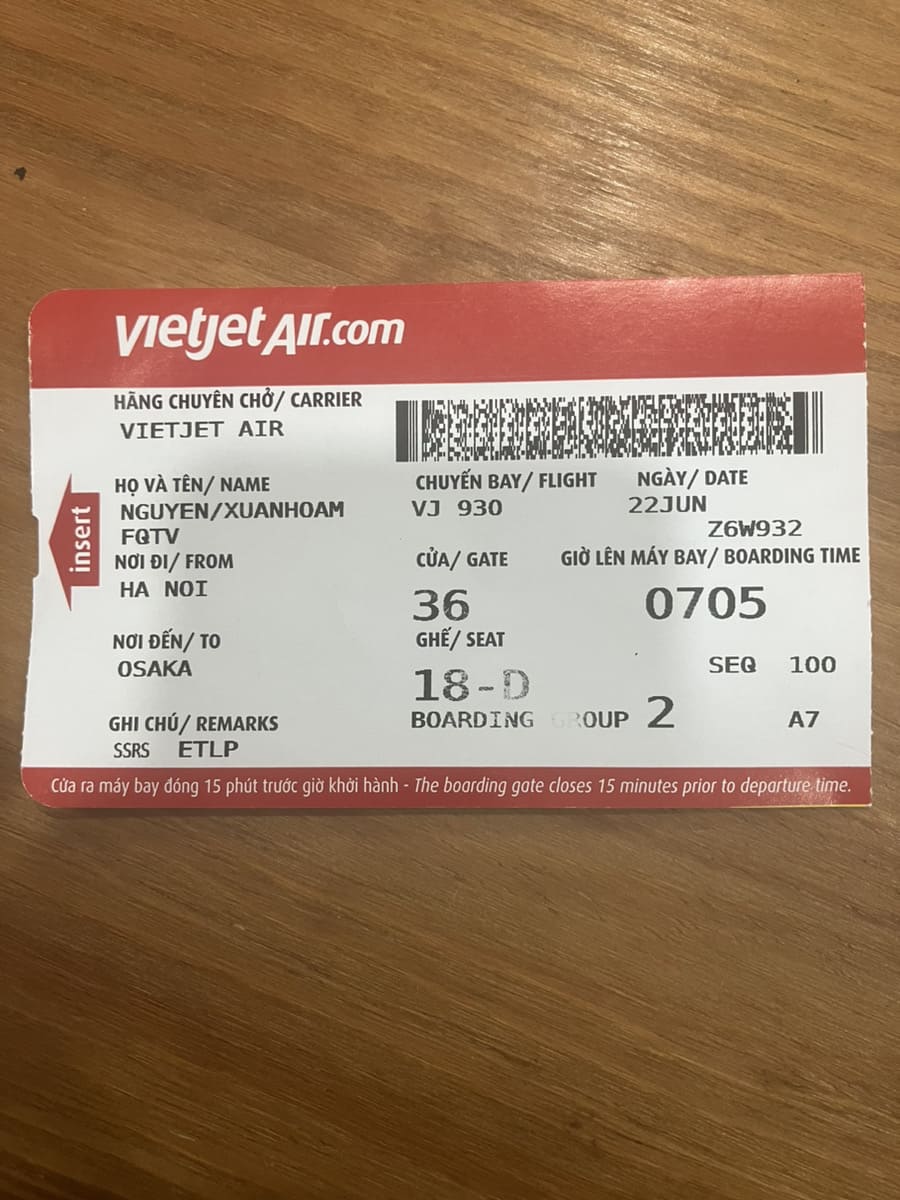 vietjetAir.com
HÃNG CHUYÊN CHỞ/ CARRIER
VIETJET AIR
HỌ VÀ TÊN/ NAME
NGUYEN/XUANHOAM
FQTV
CHUYẾN BAY/ FLIGHT
VJ 930
NGÀY/ DATE
22JUN
Z6W932
insert
NƠI ĐI/ FROM
HA NOI
CỬA/ GATE
36
GIỜ LÊN MÁY BAY/ BOARDING TIME
0705
NƠI ĐẾN/ TO
OSAKA
GHẾ/ SEAT
18-D
SEQ 100
GHI CHÚ/ REMARKS
SSRS ETLP
BOARDING GROUP 2
A7
Cửa ra máy bay đóng 15 phút trước giờ khởi hành - The boarding gate closes 15 minutes prior to departure time.